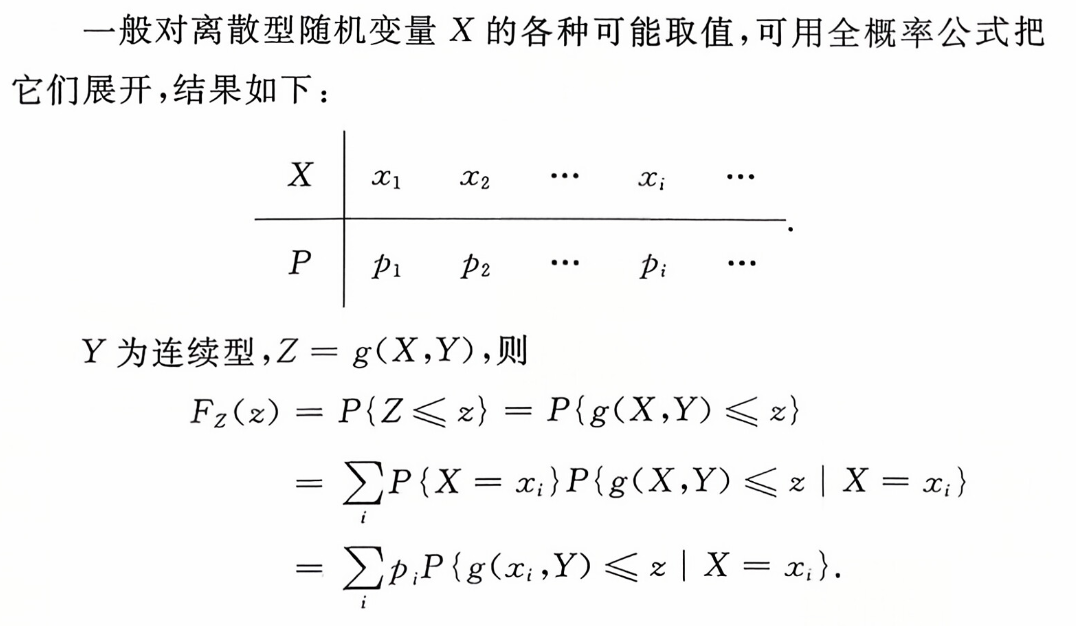 一般对离散型随机变量 X 的各种可能取值,可用全概率公式把
它们展开,结果如下:
X x₁ x₂ ⋯ xᵢ ⋯
P p₁ p₂ ⋯ pᵢ ⋯ .
Y 为连续型,Z = g(X,Y),则
F_Z(z) = P{Z ⩽ z} = P{g(X,Y) ⩽ z}
= ∑_i P{X = xᵢ}P{g(X,Y) ⩽ z | X = xᵢ}
= ∑_i pᵢP{g(xᵢ,Y) ⩽ z | X = xᵢ}.